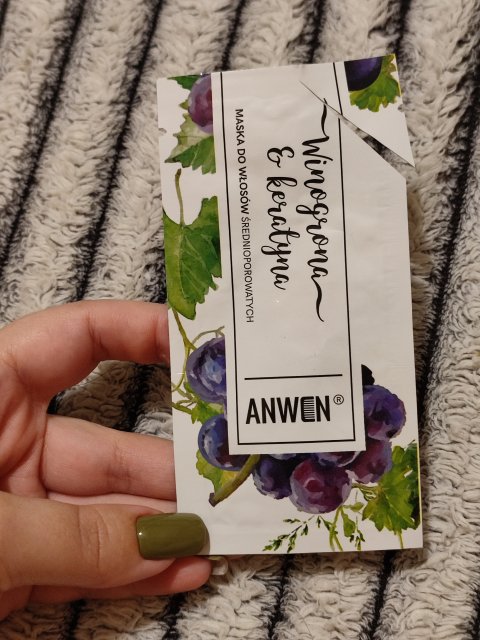 Winogrona
& keratyna
MASKA DO WŁOSÓW ŚREDNIOPOROWATYCH
ANWEN®